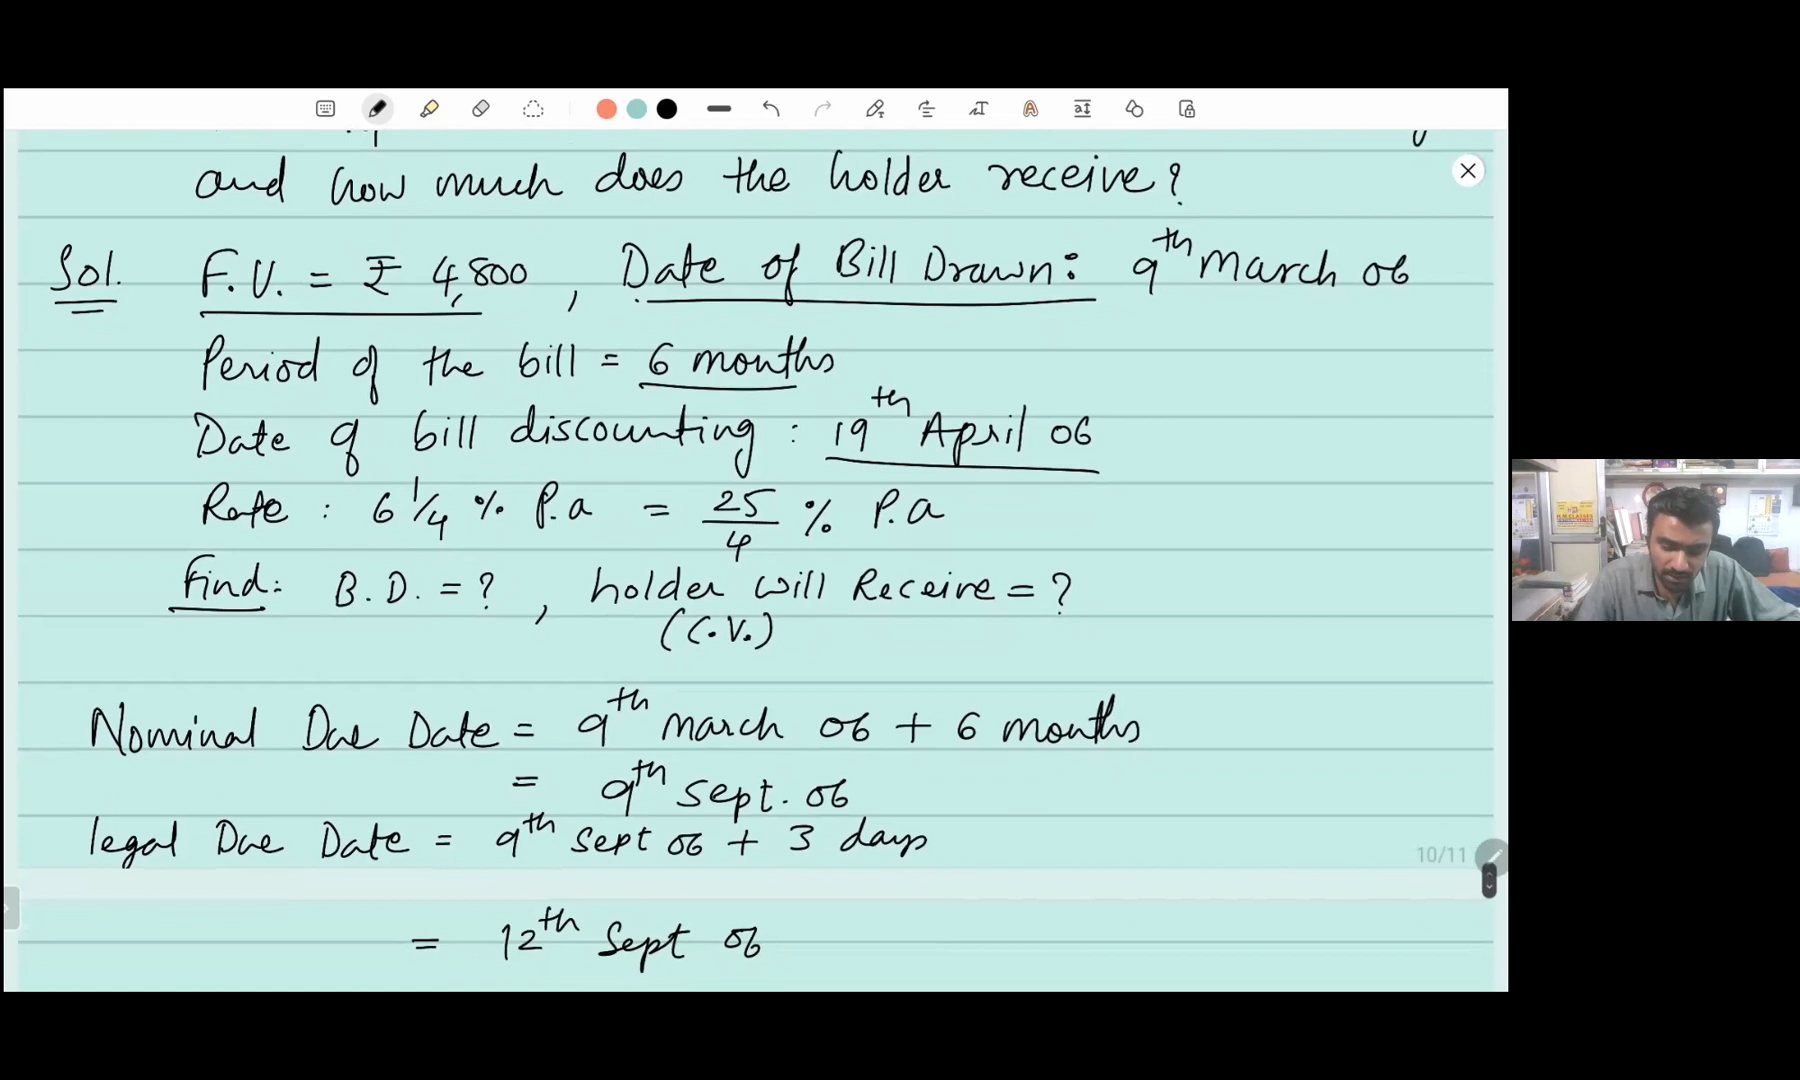 and how much does the holder receive?
Sol. F.V. = ₹ 4,800 , Date of Bill Drawn: 9th March 06
Period of the bill = 6 months
Date of bill discounting : 19th April 06
Rate : 6 1/4 % P.a = 25/4 % P.a
Find: B.D. = ? , holder will Receive = ?
(C.V.)
Nominal Due Date = 9th march 06 + 6 months
= 9th sept. 06
legal Due Date = 9th sept 06 + 3 days
10/11
= 12th Sept 06